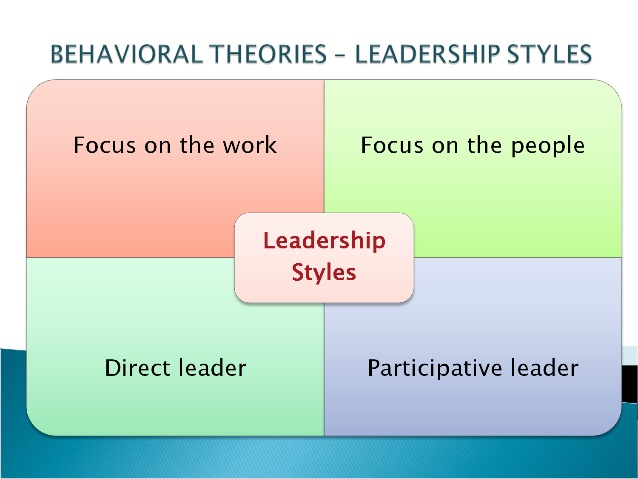 BEHAVIORAL THEORIES – LEADERSHIP STYLES
Focus on the work
Focus on the people
Leadership
Styles
Direct leader
Participative leader